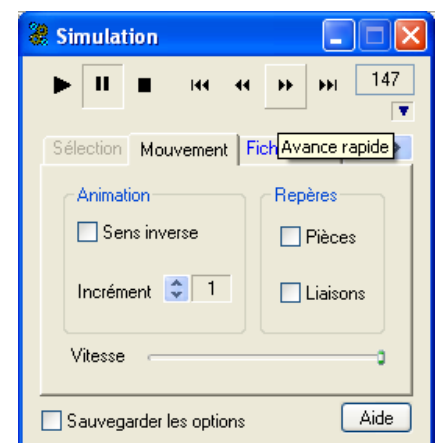 Simulation
147
Sélection Mouvement Fich Avance rapide
Animation Repères
Sens inverse Pièces
Incrément 1 Liaisons
Vitesse
Sauvegarder les options Aide